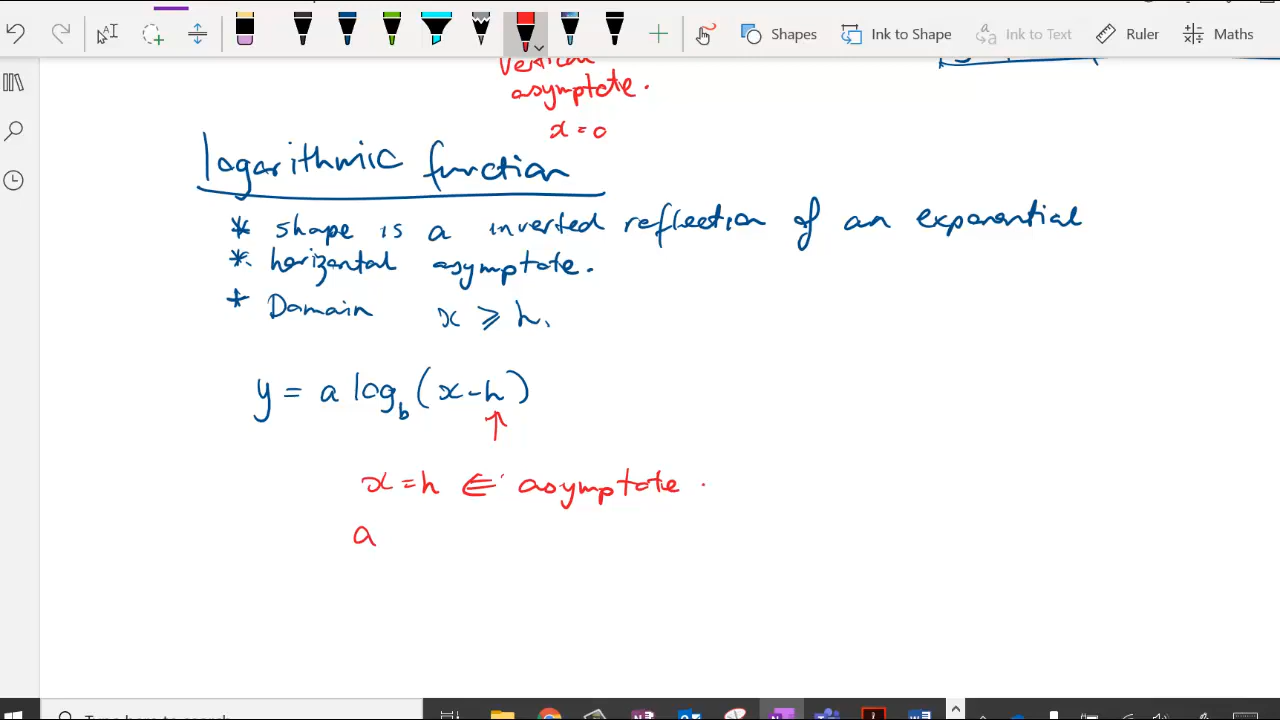 Shapes Ink to Shape Ink to Text Ruler Maths
vertical
asymptote.
x = 0
logarithmic function
* shape is a inverted reflection of an exponential
* horizontal asymptote.
* Domain x ⩾ h.
y = a log_b (x - h)
↑
x = h ⇐ asymptote.
a